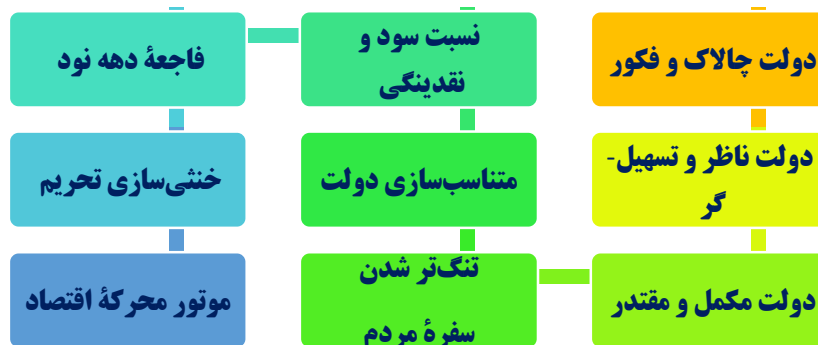 دولت چالاک و فکور
نسبت سود و
نقدینگی
فاجعهٔ دهه نود
دولت ناظر و تسهیل-
گر
متناسب‌سازی دولت
خنثی‌سازی تحریم
دولت مکمل و مقتدر
تنگ‌تر شدن
سفرهٔ مردم
موتور محرکهٔ اقتصاد